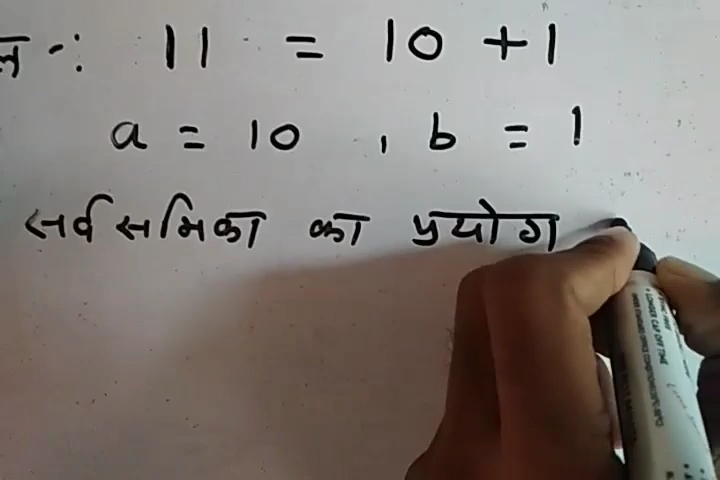 11 = 10 + 1
a = 10 , b = 1
सर्वसमिका का प्रयोग